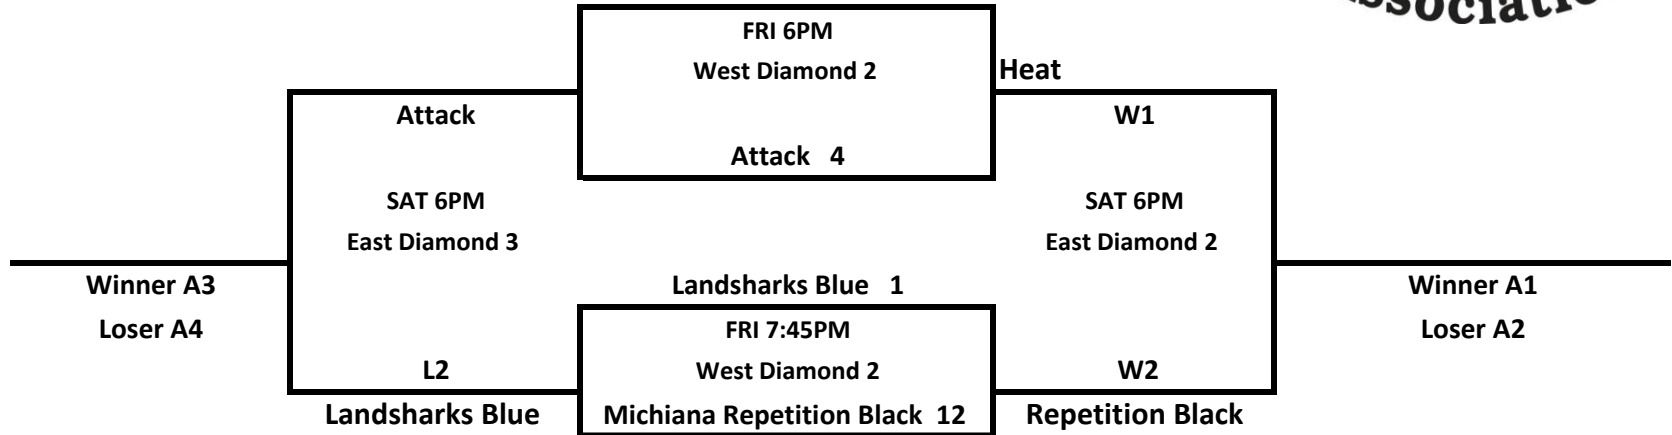 ssociatio
FRI 6PM
West Diamond 2
Heat
Attack
W1
Attack 4
SAT 6PM
SAT 6PM
East Diamond 3
East Diamond 2
Winner A3
Landsharks Blue 1
Winner A1
Loser A4
FRI 7:45PM
Loser A2
L2
West Diamond 2
W2
Landsharks Blue
Michiana Repetition Black 12
Repetition Black